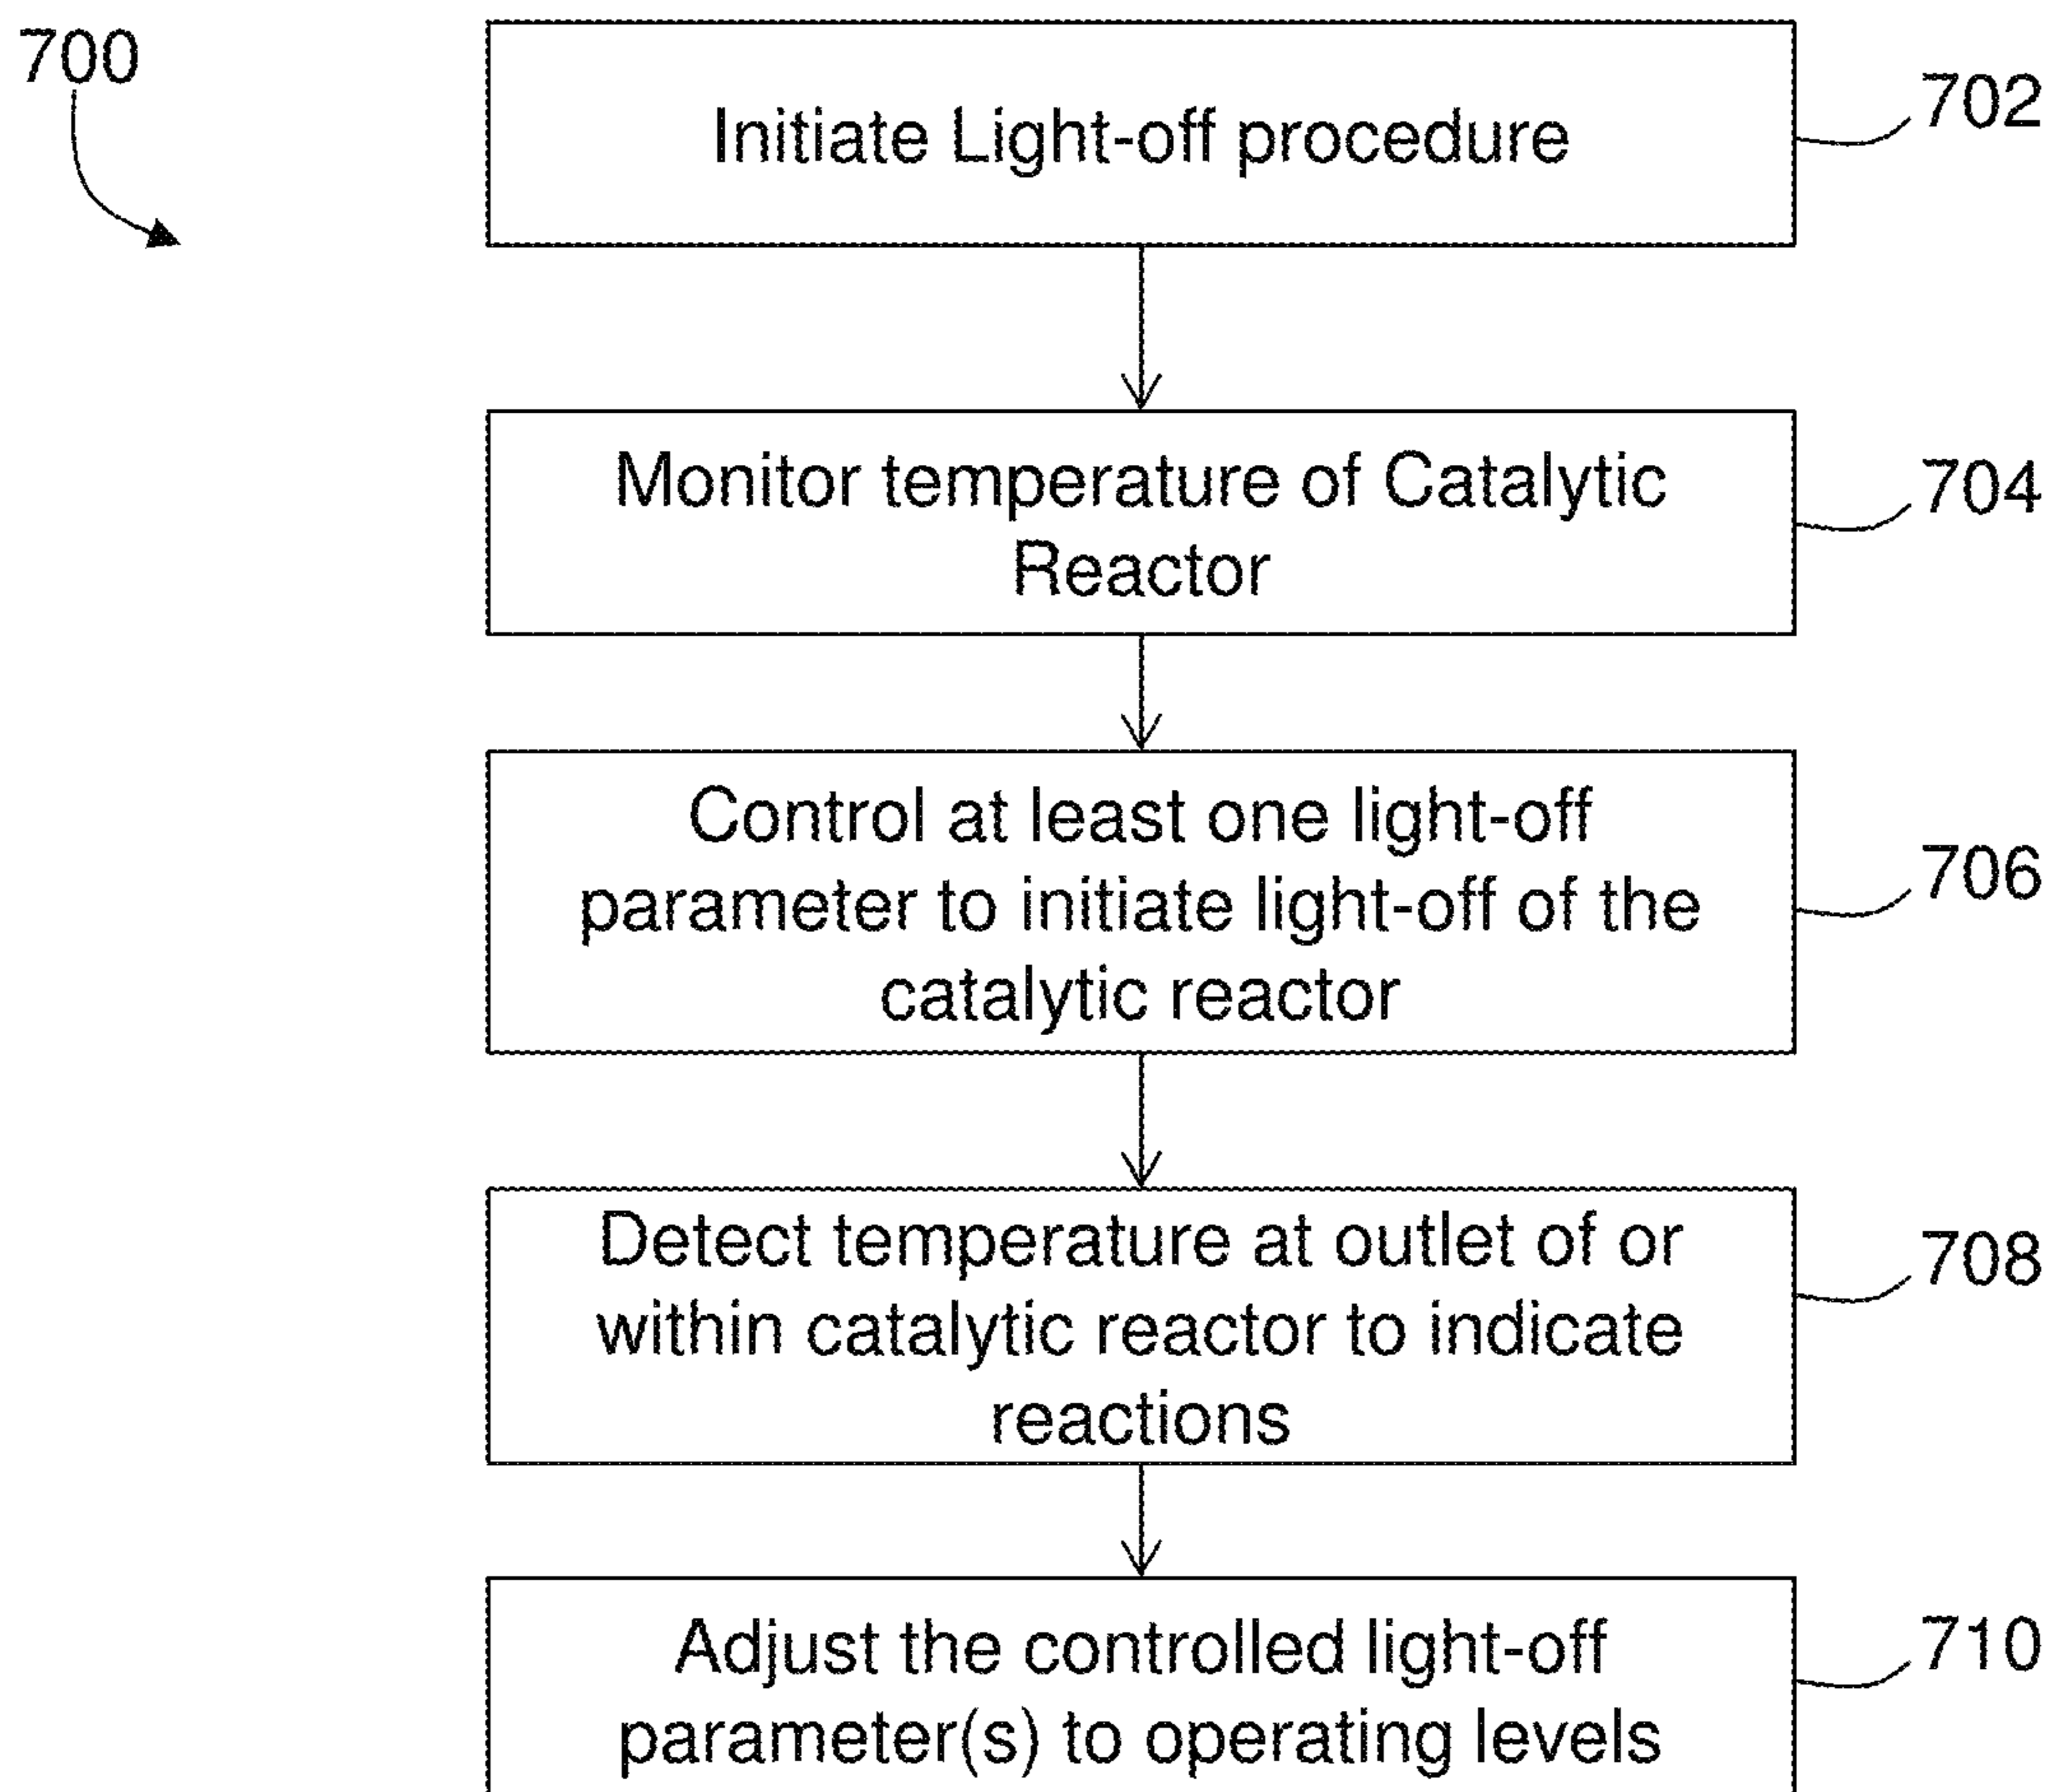 700
Initiate Light-off procedure
702
Monitor temperature of Catalytic
Reactor
704
Control at least one light-off
parameter to initiate light-off of the
catalytic reactor
706
Detect temperature at outlet of or
within catalytic reactor to indicate
reactions
708
Adjust the controlled light-off
parameter(s) to operating levels
710